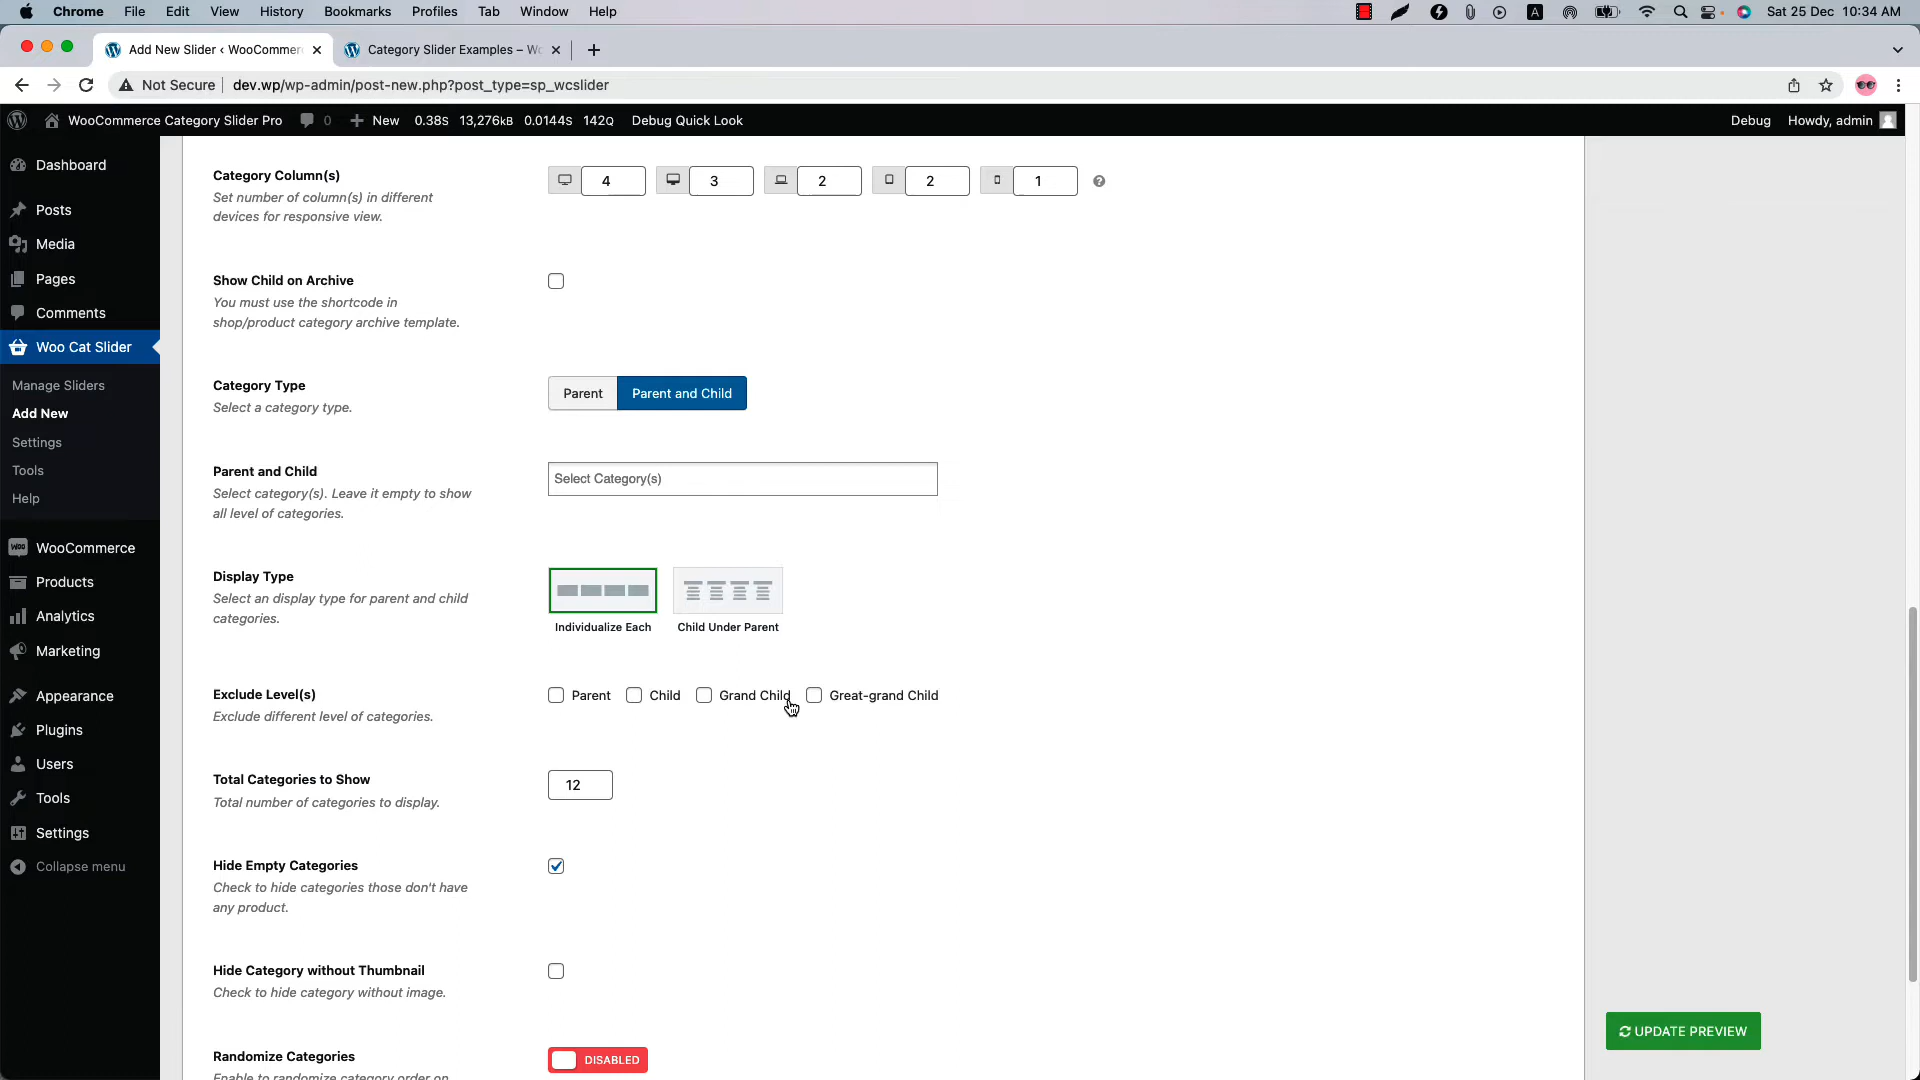 Chrome File Edit View History Bookmarks Profiles Tab Window Help
A Sat 25 Dec 10:34 AM
Add New Slider ‹ WooCommer
Category Slider Examples – Wo
Not Secure dev.wp/wp-admin/post-new.php?post_type=sp_wcslider
WooCommerce Category Slider Pro 0 New 0.38S 13,276KB 0.0144S 142Q Debug Quick Look
Debug Howdy, admin
Dashboard
Posts
Media
Pages
Comments
Woo Cat Slider
Manage Sliders
Add New
Settings
Tools
Help
WooCommerce
Products
Analytics
Marketing
Appearance
Plugins
Users
Tools
Settings
Collapse menu
Category Column(s)
Set number of column(s) in different
devices for responsive view.
4 3 2 2 1 ?
Show Child on Archive
You must use the shortcode in
shop/product category archive template.
Category Type
Select a category type.
Parent Parent and Child
Parent and Child
Select category(s). Leave it empty to show
all level of categories.
Select Category(s)
Display Type
Select an display type for parent and child
categories.
Individualize Each Child Under Parent
Exclude Level(s)
Exclude different level of categories.
Parent Child Grand Child Great-grand Child
Total Categories to Show
Total number of categories to display.
12
Hide Empty Categories
Check to hide categories those don't have
any product.
Hide Category without Thumbnail
Check to hide category without image.
Randomize Categories
Enable to randomize category order on
DISABLED
UPDATE PREVIEW